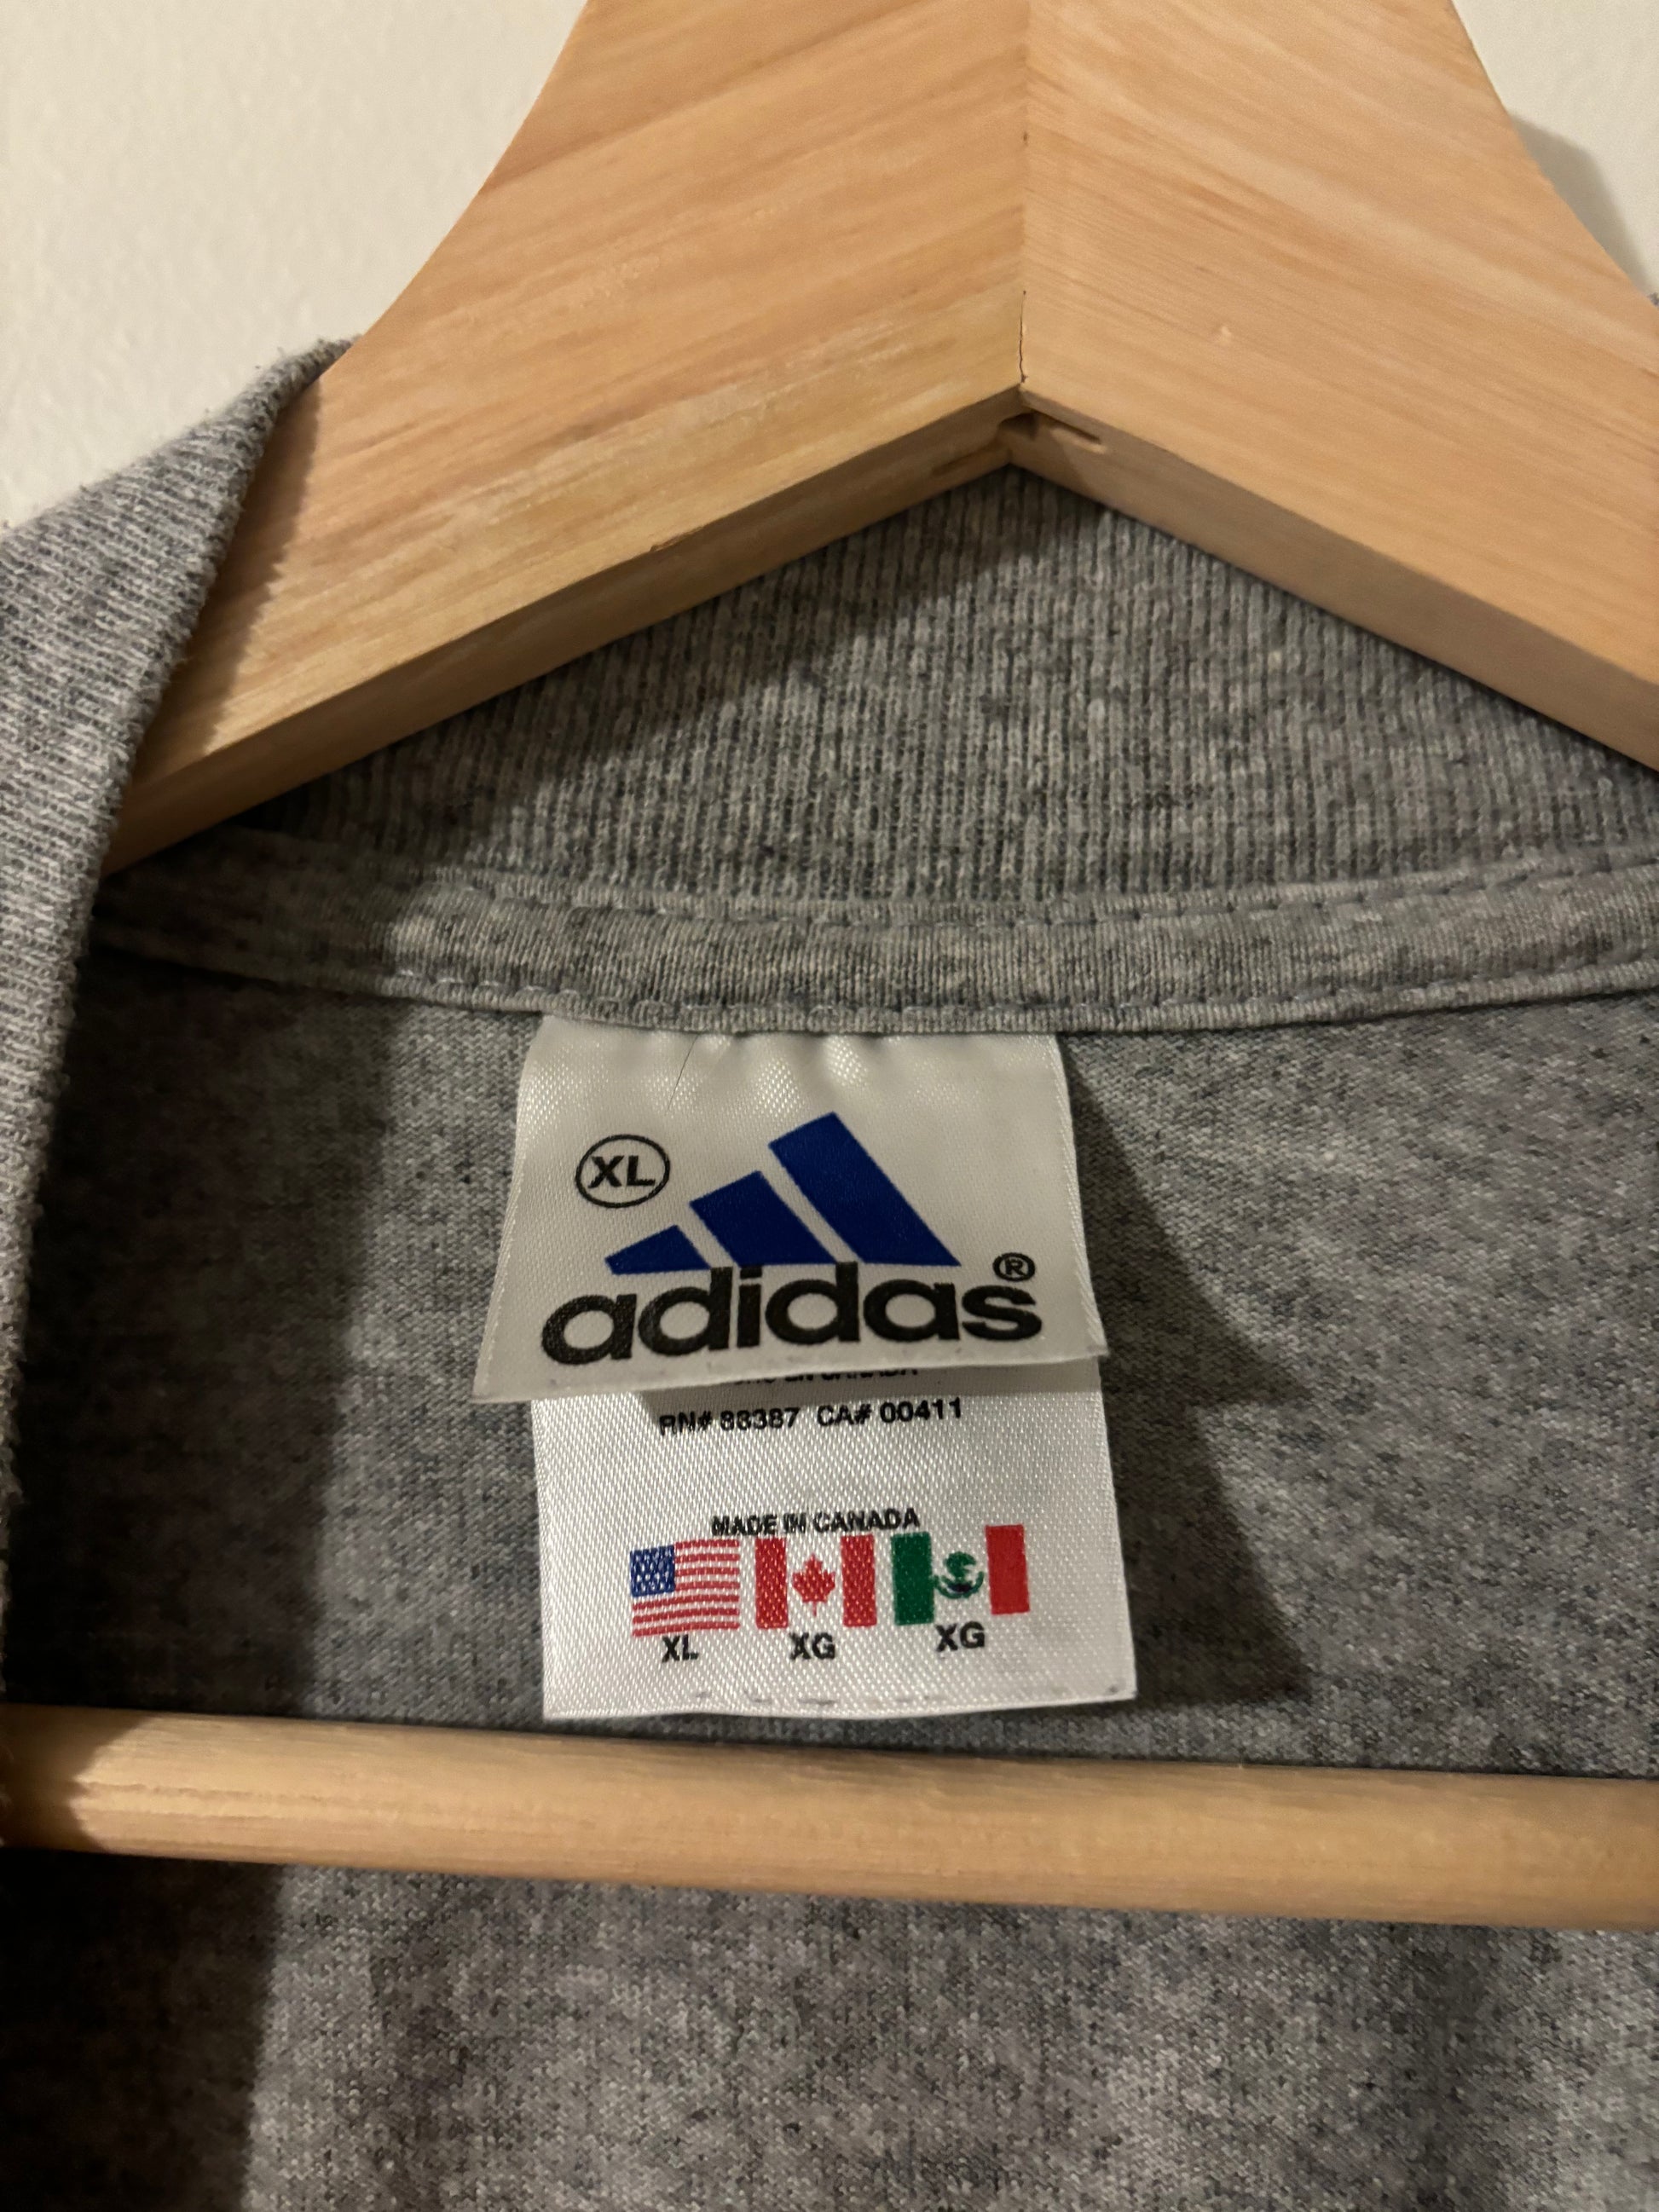 XL
adidas®
RN# 88387 CA# 00411
MADE IN CANADA
XL XG XG